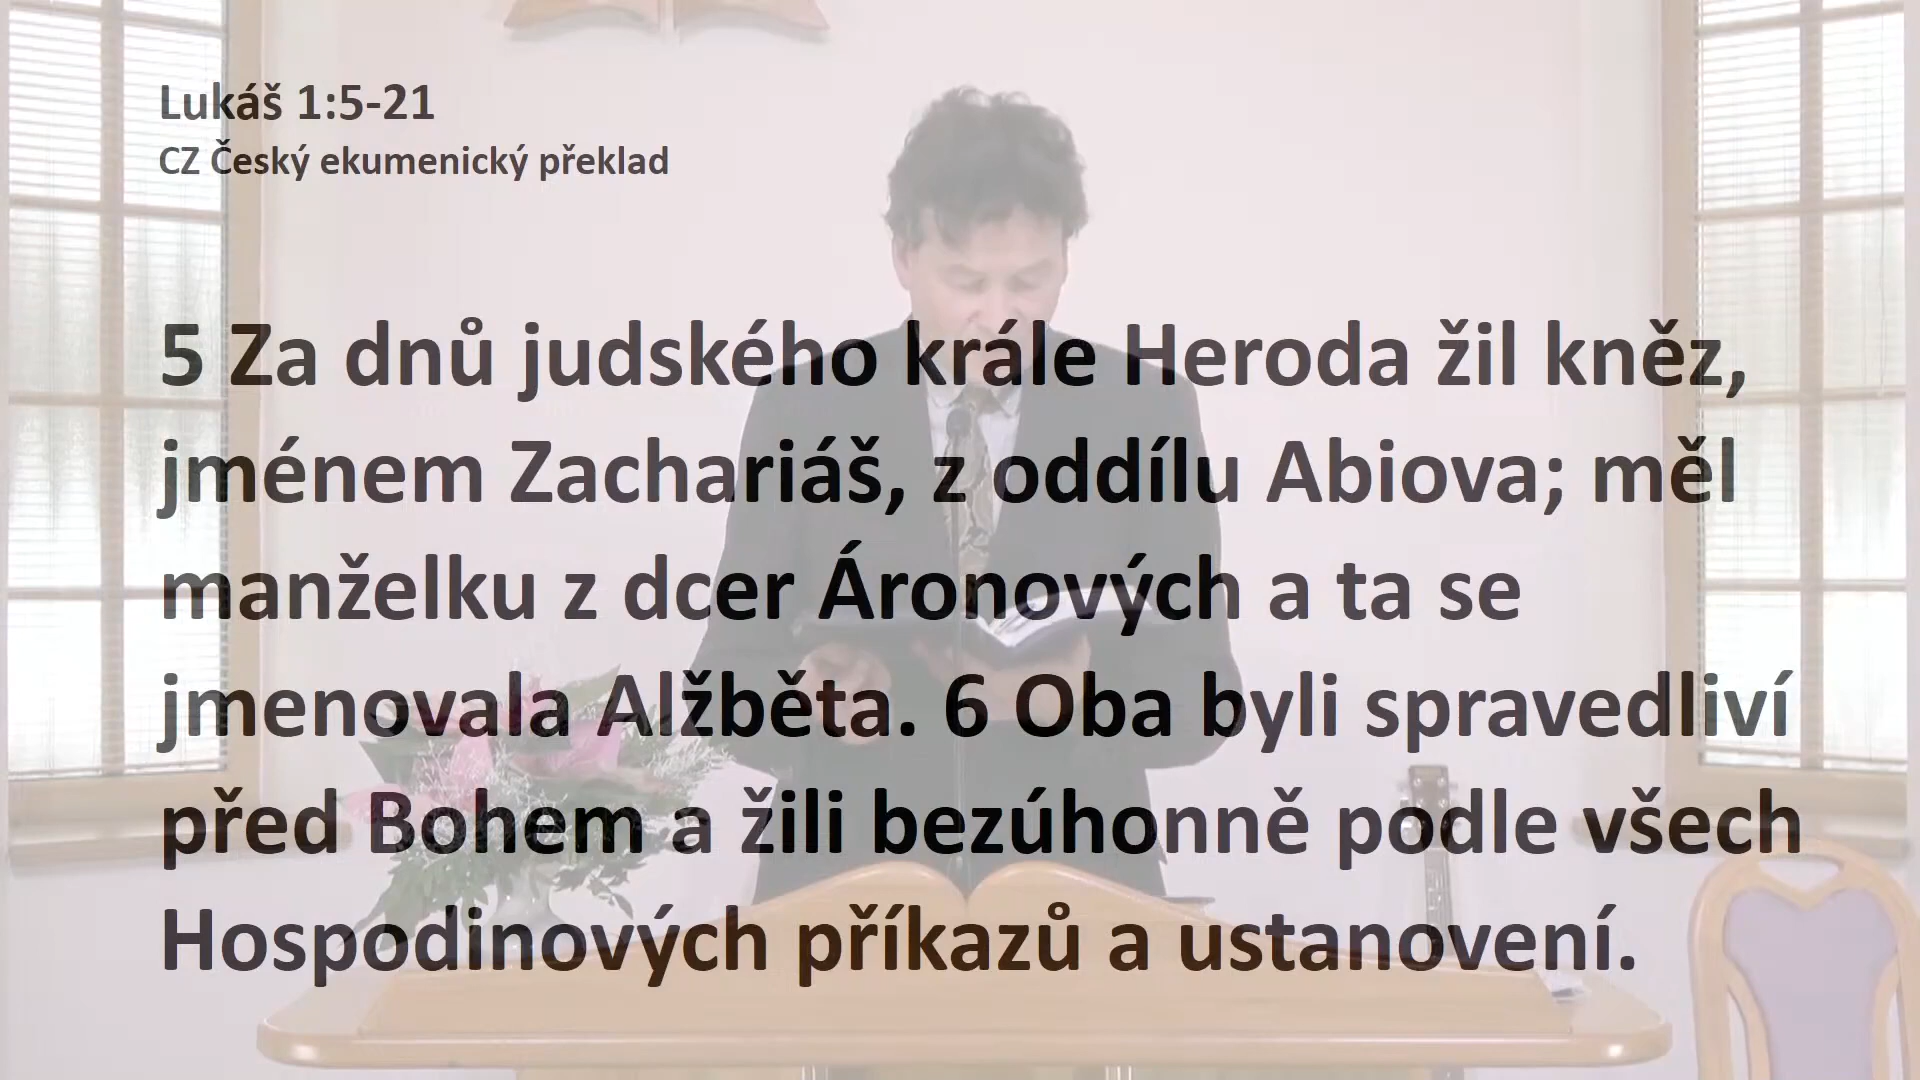 Lukáš 1:5-21
CZ Český ekumenický překlad
5 Za dnů judského krále Heroda žil kněz,
jménem Zachariáš, z oddílu Abiova; měl
manželku z dcer Áronových a ta se
jmenovala Alžběta. 6 Oba byli spravedliví
před Bohem a žili bezúhonně podle všech
Hospodinových příkazů a ustanovení.